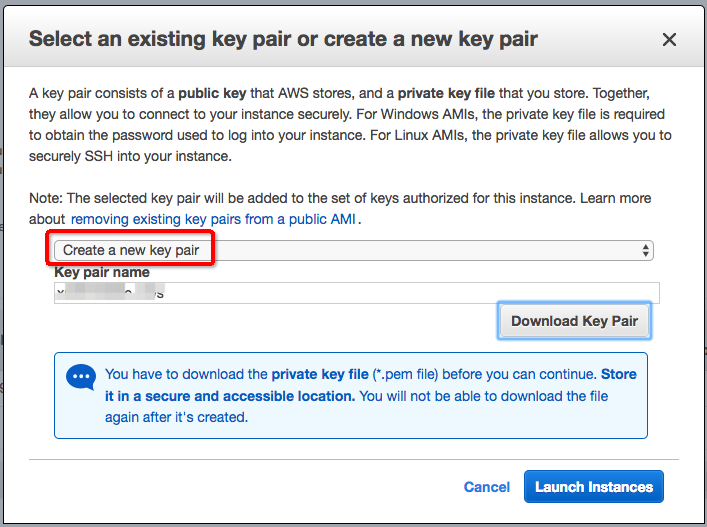 Select an existing key pair or create a new key pair
A key pair consists of a public key that AWS stores, and a private key file that you store. Together,
they allow you to connect to your instance securely. For Windows AMIs, the private key file is required
to obtain the password used to log into your instance. For Linux AMIs, the private key file allows you to
securely SSH into your instance.
Note: The selected key pair will be added to the set of keys authorized for this instance. Learn more
about removing existing key pairs from a public AMI.
Create a new key pair
Key pair name
Download Key Pair
You have to download the private key file (*.pem file) before you can continue. Store
it in a secure and accessible location. You will not be able to download the file
again after it's created.
Cancel
Launch Instances